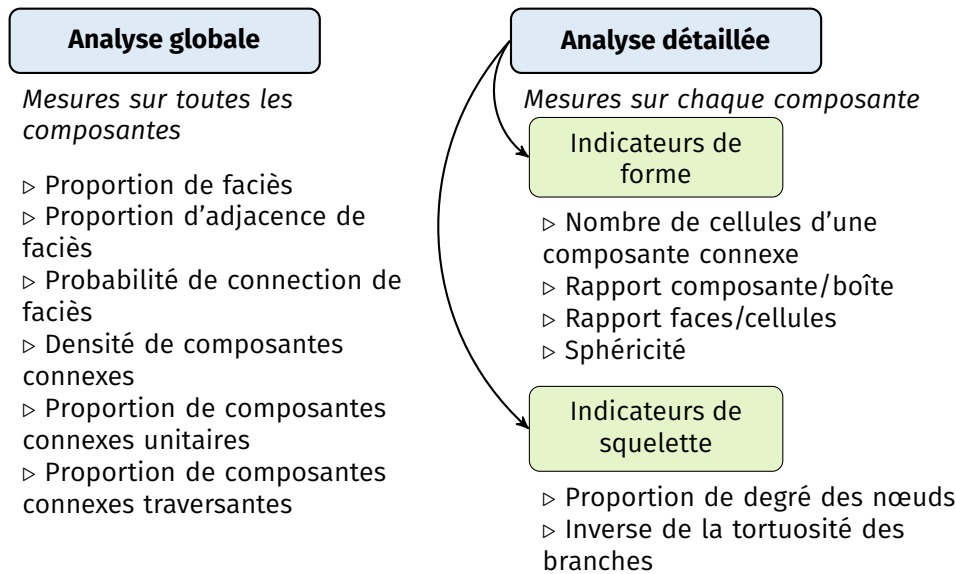 Analyse globale
Mesures sur toutes les
composantes
▹ Proportion de faciès
▹ Proportion d'adjacence de
faciès
▹ Probabilité de connection de
faciès
▹ Densité de composantes
connexes
▹ Proportion de composantes
connexes unitaires
▹ Proportion de composantes
connexes traversantes
Analyse détaillée
Mesures sur chaque composante
Indicateurs de
forme
▹ Nombre de cellules d'une
composante connexe
▹ Rapport composante/boîte
▹ Rapport faces/cellules
▹ Sphéricité
Indicateurs de
squelette
▹ Proportion de degré des nœuds
▹ Inverse de la tortuosité des
branches